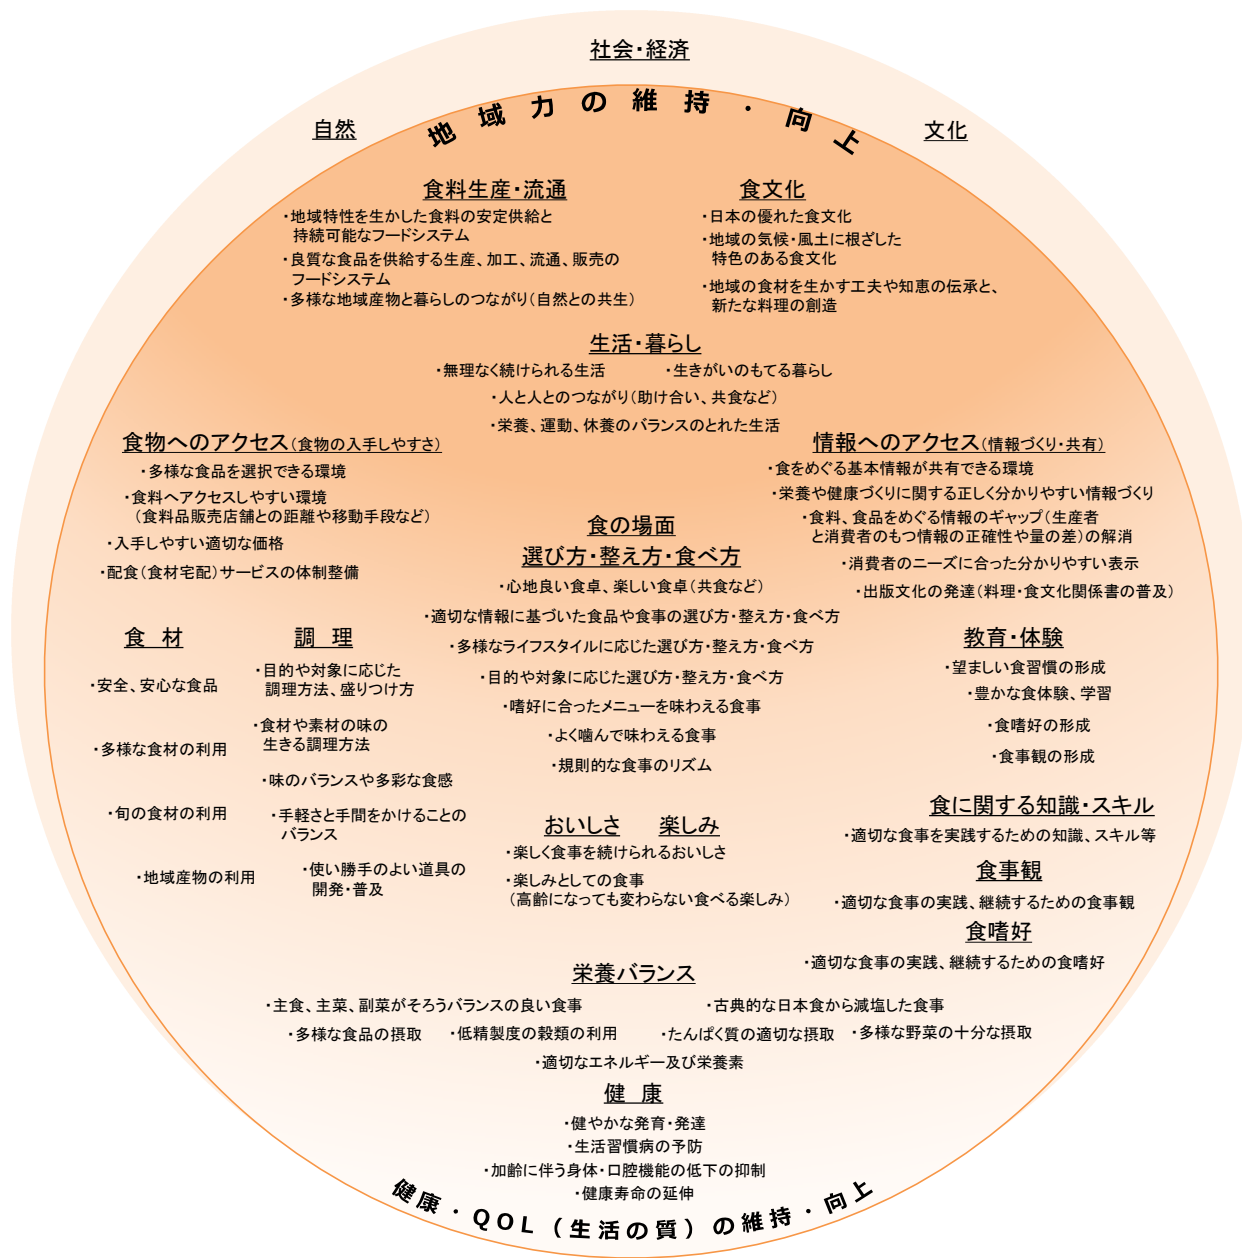 社会・経済
自然
文化
地域力の維持・向上
食料生産・流通
・地域特性を生かした食料の安定供給と
持続可能なフードシステム
・良質な食品を供給する生産、加工、流通、販売の
フードシステム
・多様な地域産物と暮らしのつながり(自然との共生)
食文化
・日本の優れた食文化
・地域の気候・風土に根ざした
特色のある食文化
・地域の食材を生かす工夫や知恵の伝承と、
新たな料理の創造
生活・暮らし
・無理なく続けられる生活
・生きがいのもてる暮らし
・人と人とのつながり(助け合い、共食など)
・栄養、運動、休養のバランスのとれた生活
食物へのアクセス(食物の入手しやすさ)
・多様な食品を選択できる環境
・食料へアクセスしやすい環境
(食料品販売店舗との距離や移動手段など)
・入手しやすい適切な価格
・配食(食材宅配)サービスの体制整備
情報へのアクセス(情報づくり・共有)
・食をめぐる基本情報が共有できる環境
・栄養や健康づくりに関する正しく分かりやすい情報づくり
・食料、食品をめぐる情報のギャップ(生産者
と消費者のもつ情報の正確性や量の差)の解消
・消費者のニーズに合った分かりやすい表示
・出版文化の発達(料理・食文化関係書の普及)
食の場面
選び方・整え方・食べ方
・心地良い食卓、楽しい食卓(共食など)
・適切な情報に基づいた食品や食事の選び方・整え方・食べ方
・多様なライフスタイルに応じた選び方・整え方・食べ方
・目的や対象に応じた選び方・整え方・食べ方
・嗜好に合ったメニューを味わえる食事
・よく噛んで味わえる食事
・規則的な食事のリズム
食 材
・安全、安心な食品
・多様な食材の利用
・旬の食材の利用
・地域産物の利用
調 理
・目的や対象に応じた
調理方法、盛りつけ方
・食材や素材の味の
生きる調理方法
・味のバランスや多彩な食感
・手軽さと手間をかけることの
バランス
・使い勝手のよい道具の
開発・普及
教育・体験
・望ましい食習慣の形成
・豊かな食体験、学習
・食嗜好の形成
・食事観の形成
食に関する知識・スキル
・適切な食事を実践するための知識、スキル等
食事観
・適切な食事の実践、継続するための食事観
食嗜好
・適切な食事の実践、継続するための食嗜好
おいしさ 楽しみ
・楽しく食事を続けられるおいしさ
・楽しみとしての食事
(高齢になっても変わらない食べる楽しみ)
栄養バランス
・主食、主菜、副菜がそろうバランスの良い食事
・古典的な日本食から減塩した食事
・多様な食品の摂取
・低精製度の穀類の利用
・たんぱく質の適切な摂取
・多様な野菜の十分な摂取
・適切なエネルギー及び栄養素
健 康
・健やかな発育・発達
・生活習慣病の予防
・加齢に伴う身体・口腔機能の低下の抑制
・健康寿命の延伸
健康・QOL(生活の質)の維持・向上